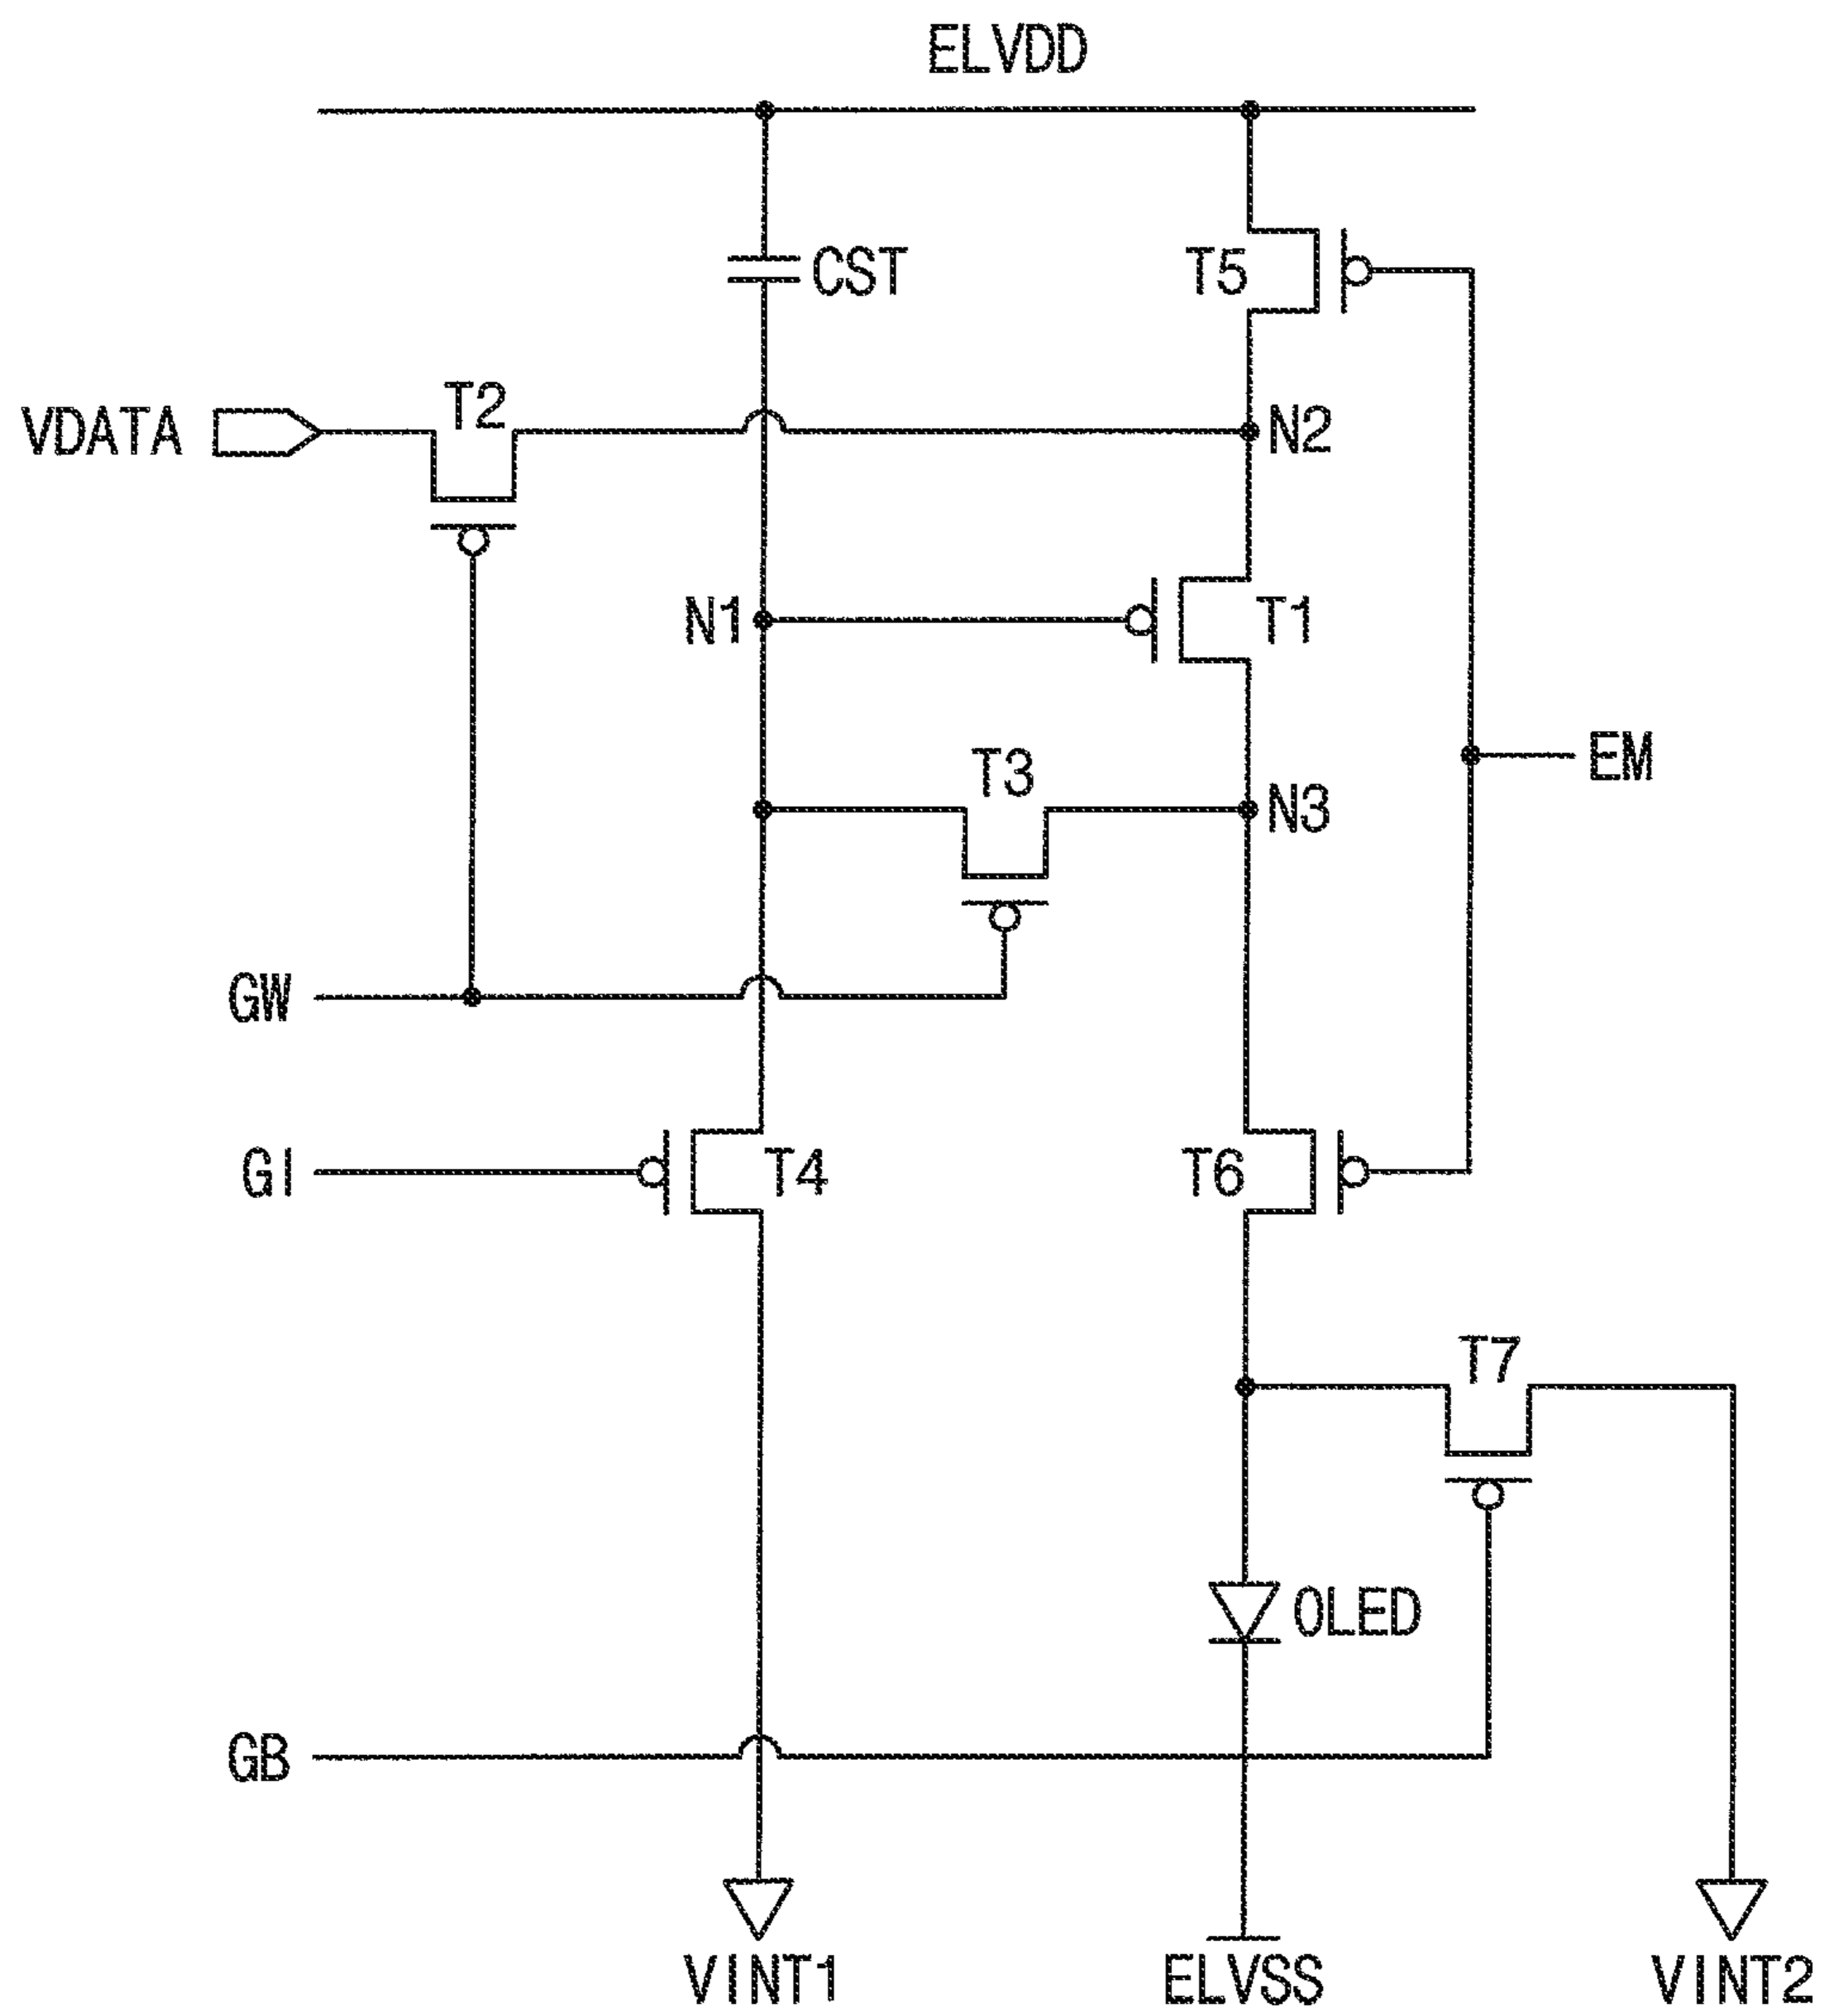 ELVDD
CST
T5
T2
VDATA
N2
N1
T1
EM
T3
N3
GW
GI
T4
T6
T7
OLED
GB
VINT1
ELVSS
VINT2